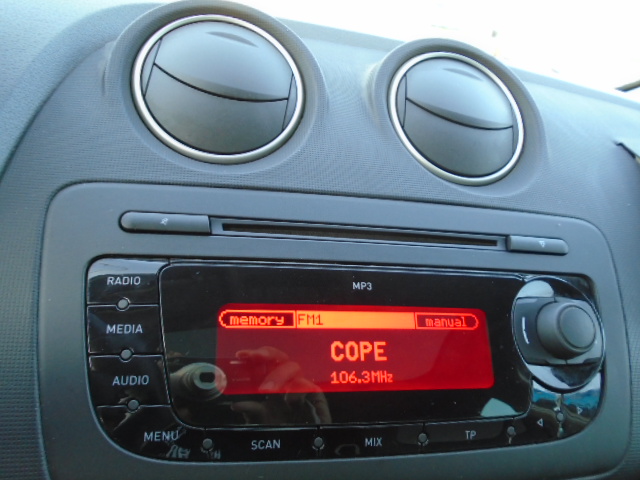 RADIO
MP3
MEDIA
memory FM1 manual
COPE
106.3MHz
AUDIO
MENU SCAN MIX TP